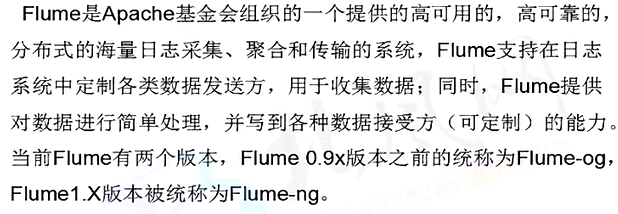 Flume是Apache基金会组织的一个提供的高可用的，高可靠的，
分布式的海量日志采集、聚合和传输的系统，Flume支持在日志
系统中定制各类数据发送方，用于收集数据；同时，Flume提供
对数据进行简单处理，并写到各种数据接受方（可定制）的能力。
当前Flume有两个版本，Flume 0.9x版本之前的统称为Flume-og，
Flume1.X版本被统称为Flume-ng。